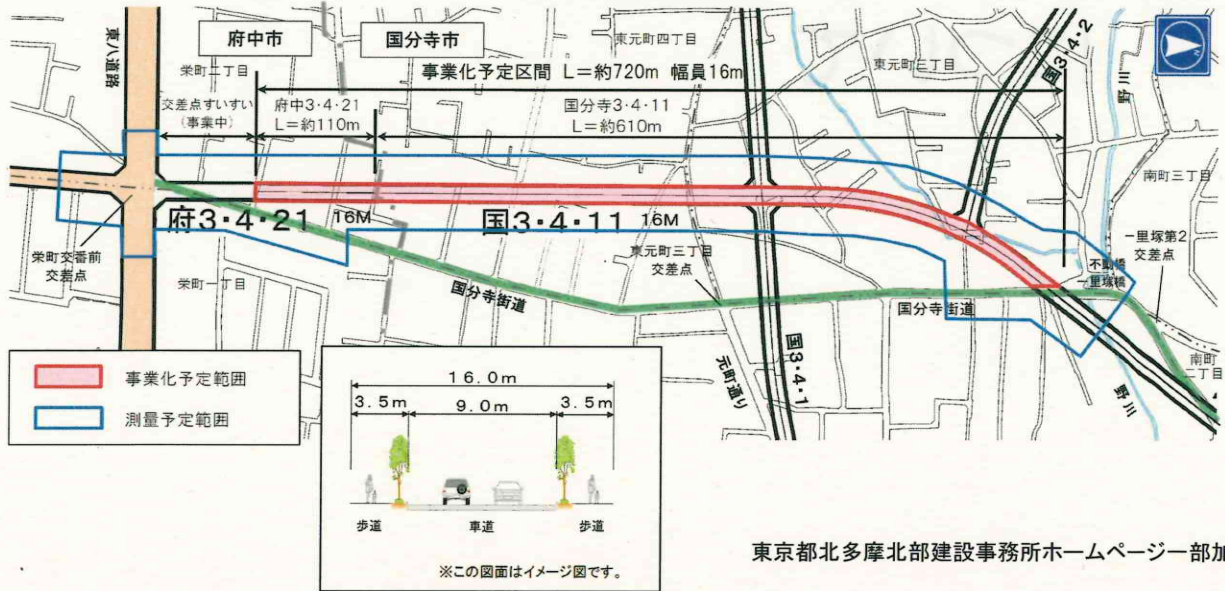 東八道路
府中市
国分寺市
栄町二丁目
東元町四丁目
東元町三丁目
国3・4・2
野川
事業化予定区間 L=約720m 幅員16m
交差点すいすい
(事業中)
府中3・4・21
L=約110m
国分寺3・4・11
L=約610m
南町三丁目
府3・4・21 16M
国3・4・11 16M
一里塚第2
交差点
栄町交番前
交差点
栄町一丁目
東元町三丁目
交差点
不動橋
一里塚橋
国分寺街道
国分寺街道
元町通り
国3・4・1
野川
南町
二丁目
事業化予定範囲
測量予定範囲
16.0m
3.5m
9.0m
3.5m
歩道
車道
歩道
※この図面はイメージ図です。
東京都北多摩北部建設事務所ホームページ一部加